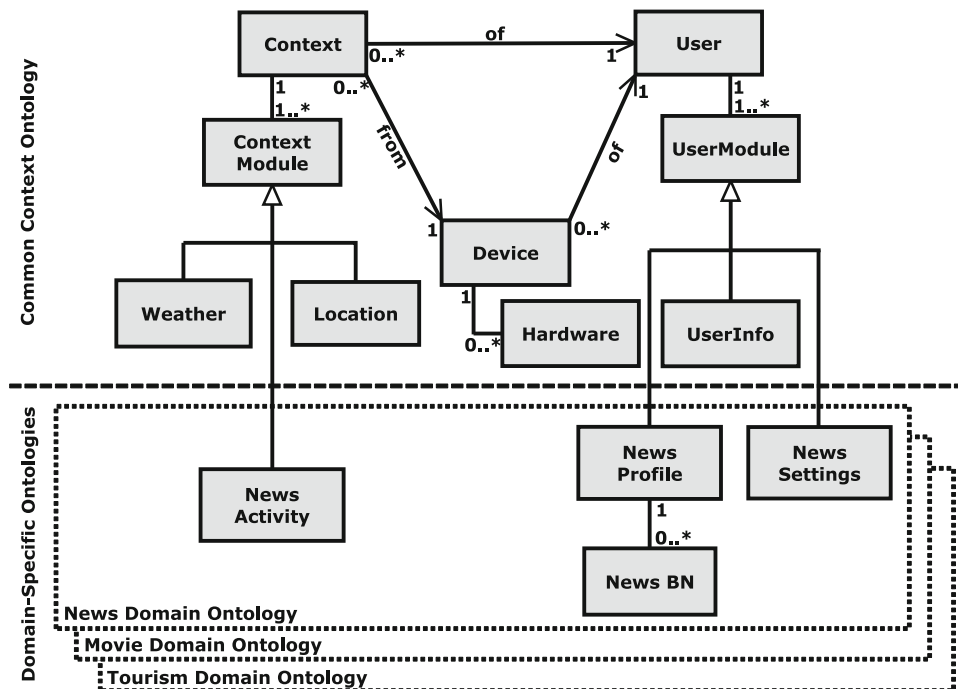 Common Context Ontology
Context
of
User
0..*
1
1
0..*
1..*
1
1
1..*
Context
Module
from
of
UserModule
1
0..*
Device
Weather
Location
1
0..*
Hardware
UserInfo
Domain-Specific Ontologies
News
Activity
News
Profile
News
Settings
1
0..*
News BN
News Domain Ontology
Movie Domain Ontology
Tourism Domain Ontology